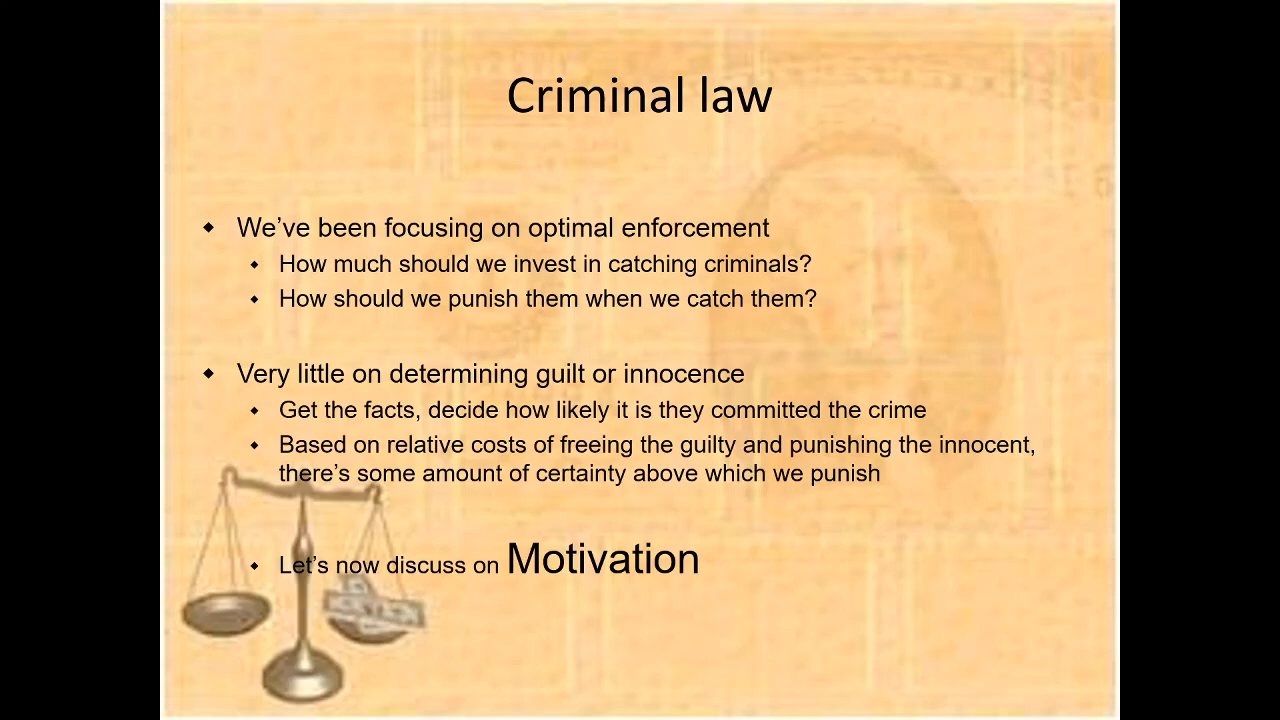 Criminal law
We’ve been focusing on optimal enforcement
How much should we invest in catching criminals?
How should we punish them when we catch them?
Very little on determining guilt or innocence
Get the facts, decide how likely it is they committed the crime
Based on relative costs of freeing the guilty and punishing the innocent,
there’s some amount of certainty above which we punish
Let’s now discuss on Motivation